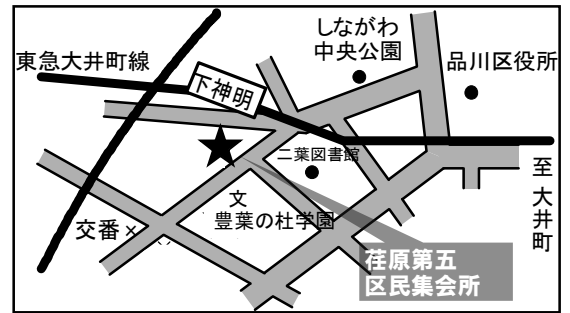 しながわ
中央公園
東急大井町線
品川区役所
下神明
二葉図書館
至大井町
文
豊葉の杜学園
交番
荏原第五
区民集会所